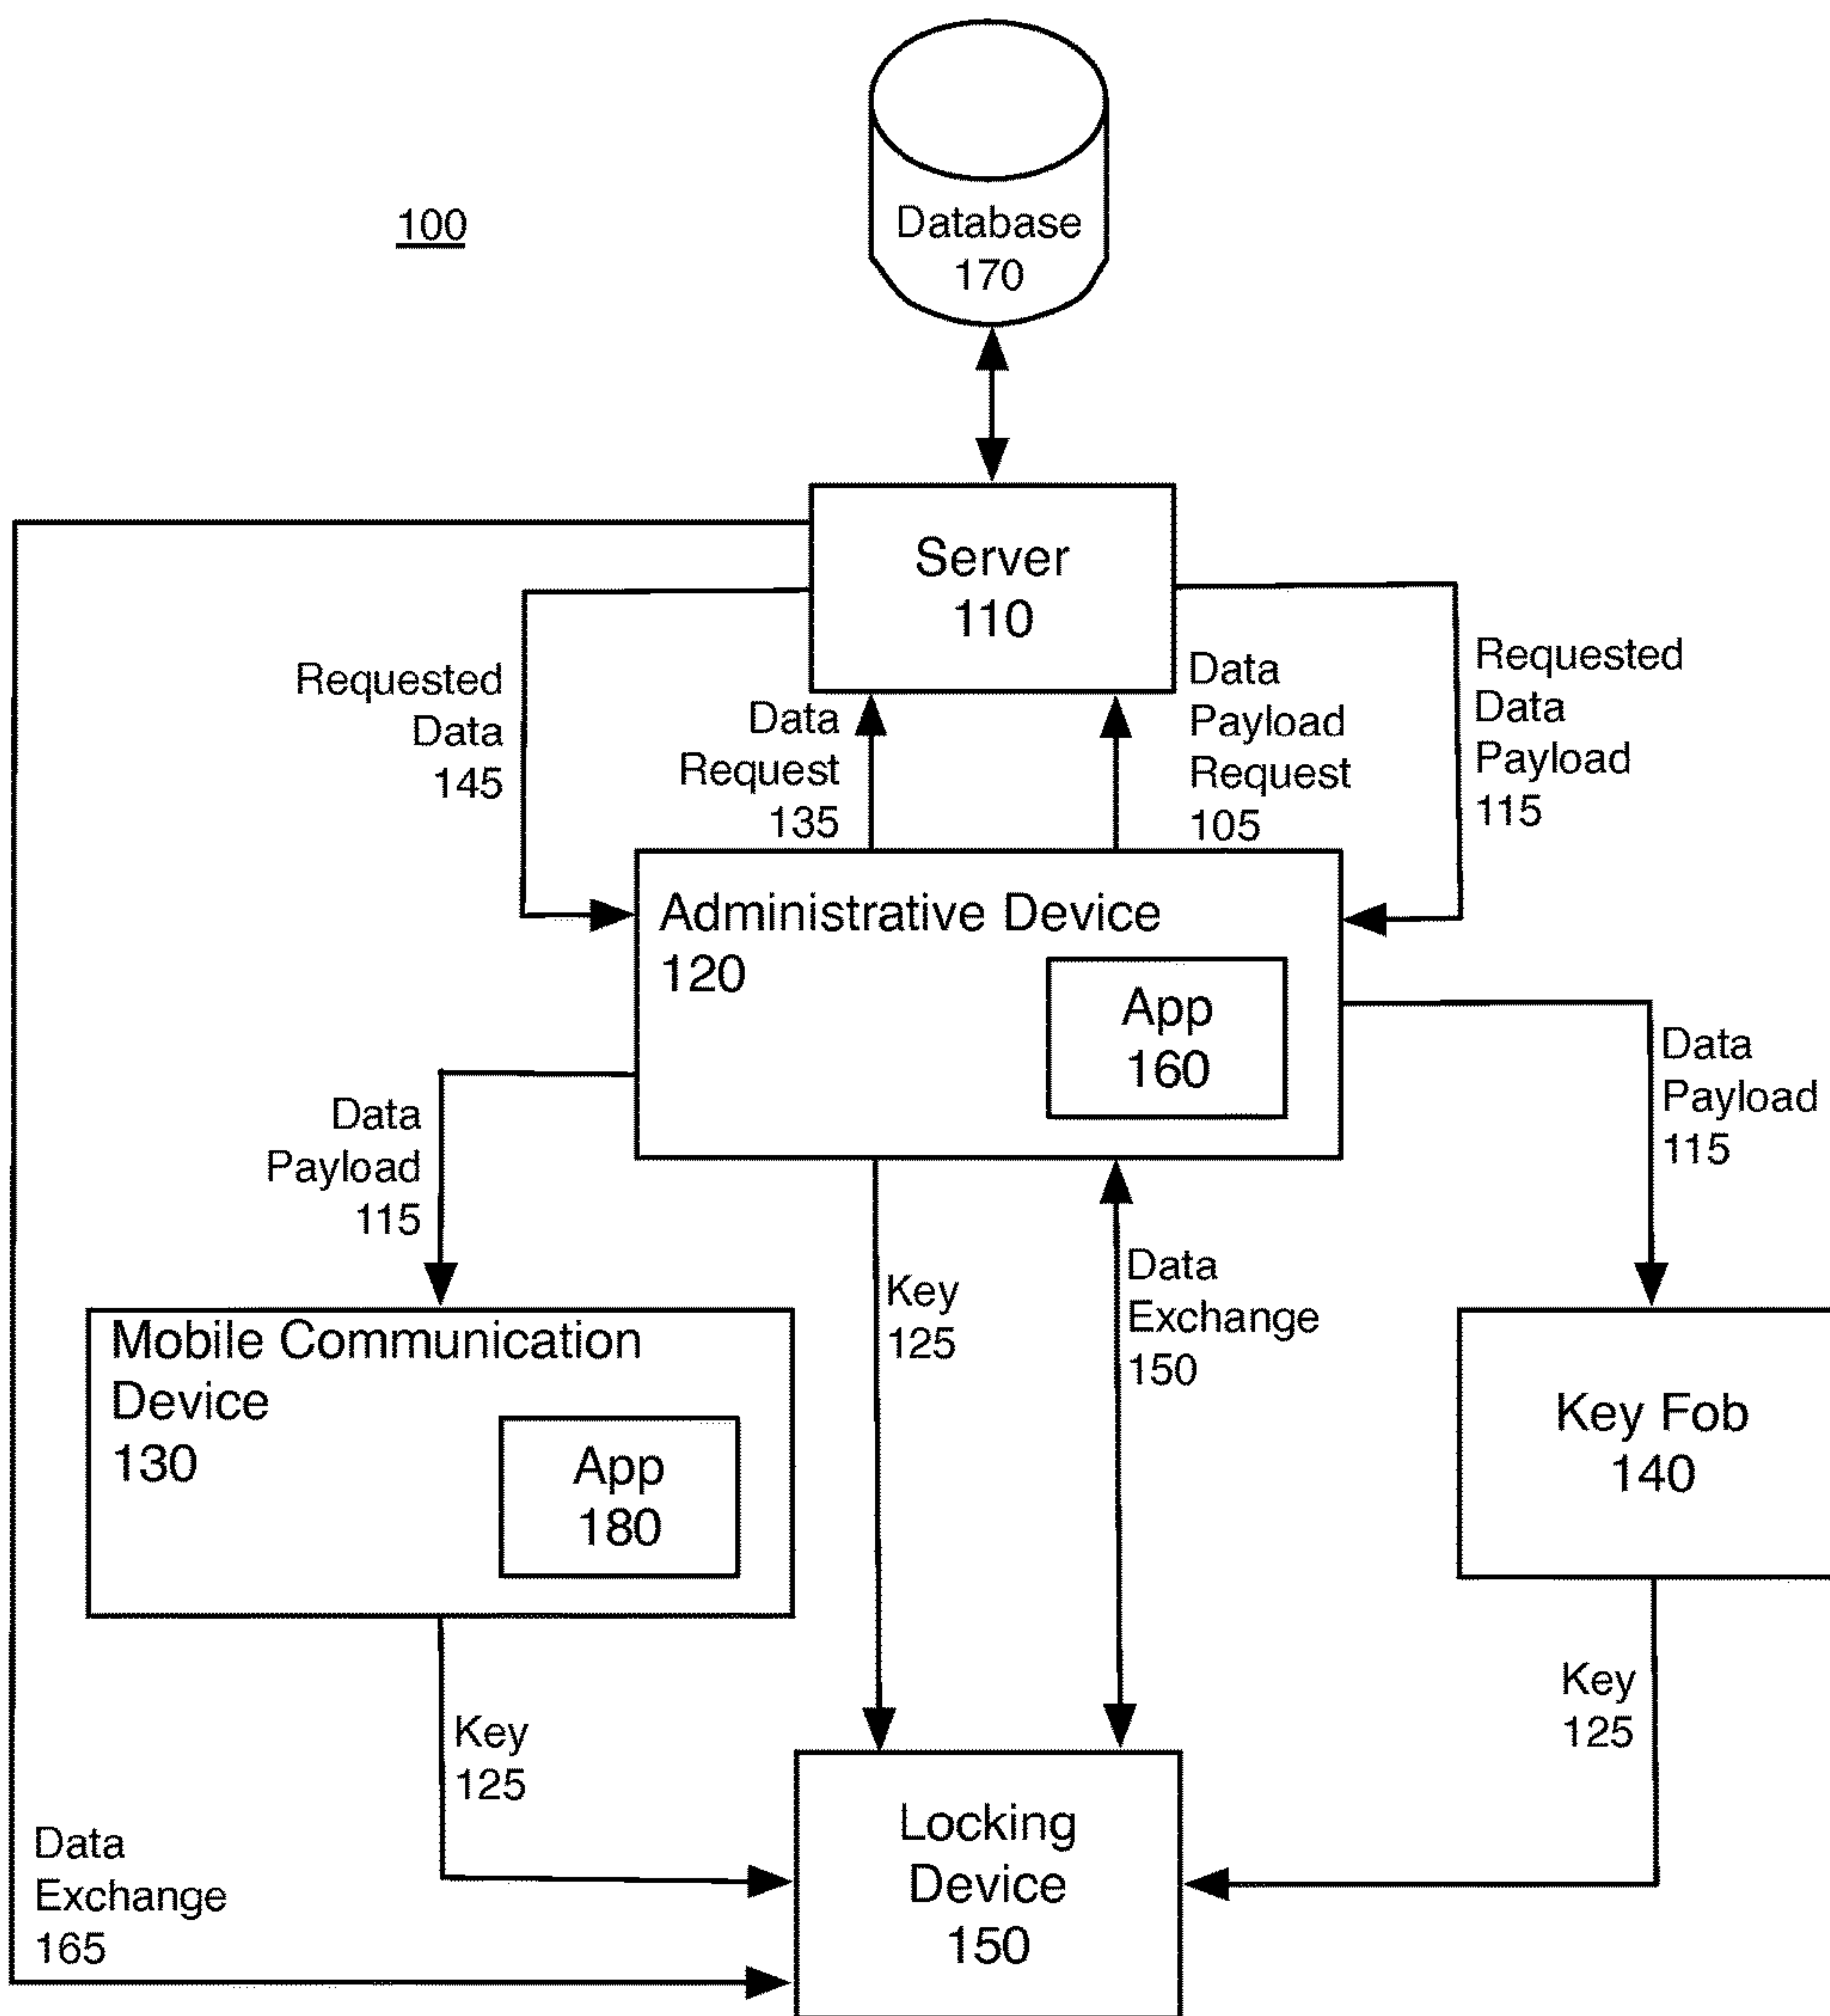 100
Database
170
Server
110
Requested
Data
145
Data
Request
135
Data
Payload
Request
105
Requested
Data
Payload
115
Administrative Device
120
App
160
Data
Payload
115
Data
Payload
115
Key
125
Data
Exchange
150
Mobile Communication
Device
130
App
180
Key Fob
140
Key
125
Key
125
Data
Exchange
165
Locking
Device
150